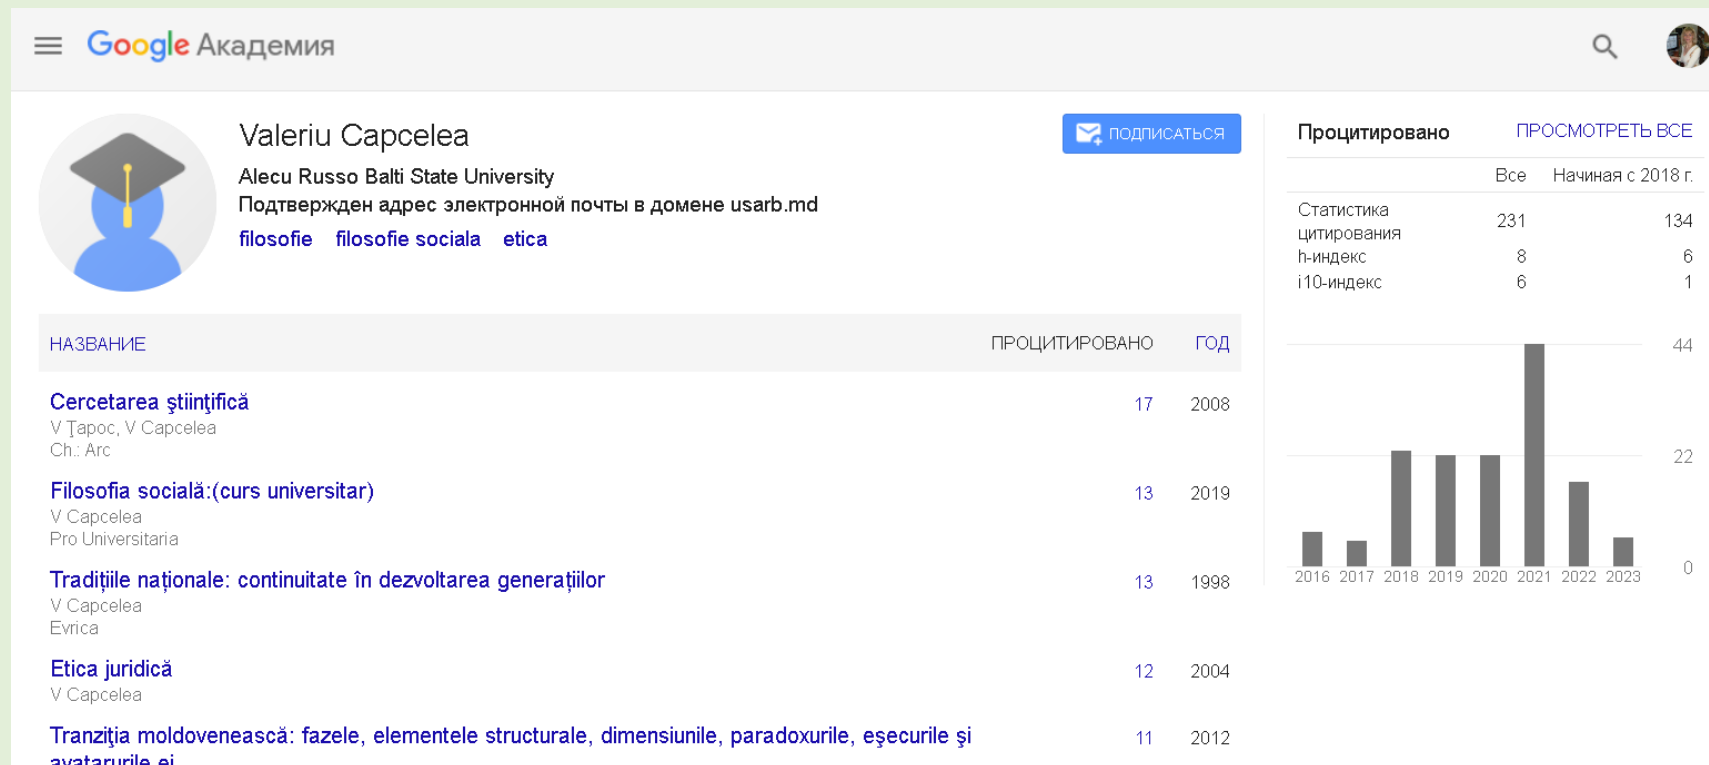 Google Академия
Valeriu Capcelea
ПОДПИСАТЬСЯ
Alecu Russo Balti State University
Подтвержден адрес электронной почты в домене usarb.md
filosofie filosofie sociala etica
НАЗВАНИЕ ПРОЦИТИРОВАНО ГОД
Cercetarea ştiinţifică 17 2008
V Ţapoc, V Capcelea
Ch.: Arc
Filosofia socială:(curs universitar) 13 2019
V Capcelea
Pro Universitaria
Tradițiile naționale: continuitate în dezvoltarea generațiilor 13 1998
V Capcelea
Evrica
Etica juridică 12 2004
V Capcelea
Tranziţia moldovenească: fazele, elementele structurale, dimensiunile, paradoxurile, eşecurile şi 11 2012
avatarurile ei
Процитировано ПРОСМОТРЕТЬ ВСЕ
Все Начиная с 2018 г.
Статистика
цитирования 231 134
h-индекс 8 6
i10-индекс 6 1
44
22
0
2016 2017 2018 2019 2020 2021 2022 2023